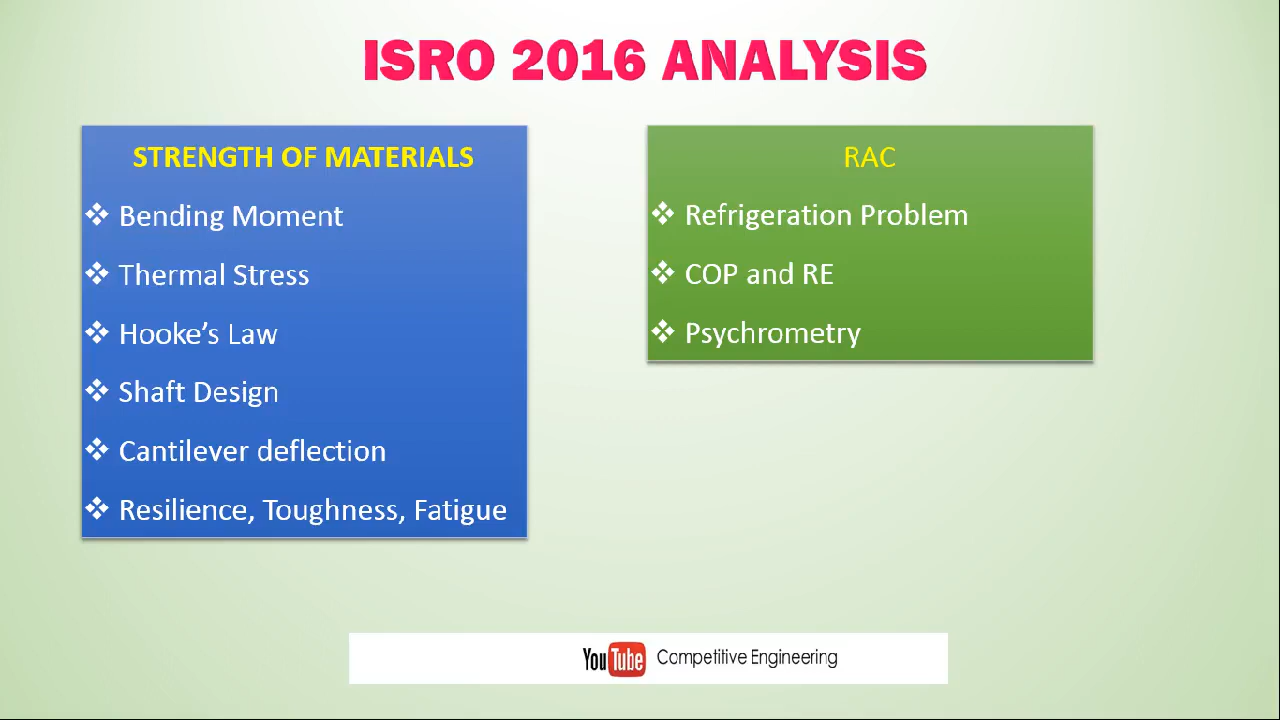 ISRO 2016 ANALYSIS
STRENGTH OF MATERIALS
❖ Bending Moment
❖ Thermal Stress
❖ Hooke’s Law
❖ Shaft Design
❖ Cantilever deflection
❖ Resilience, Toughness, Fatigue
RAC
❖ Refrigeration Problem
❖ COP and RE
❖ Psychrometry
YouTube Competitive Engineering